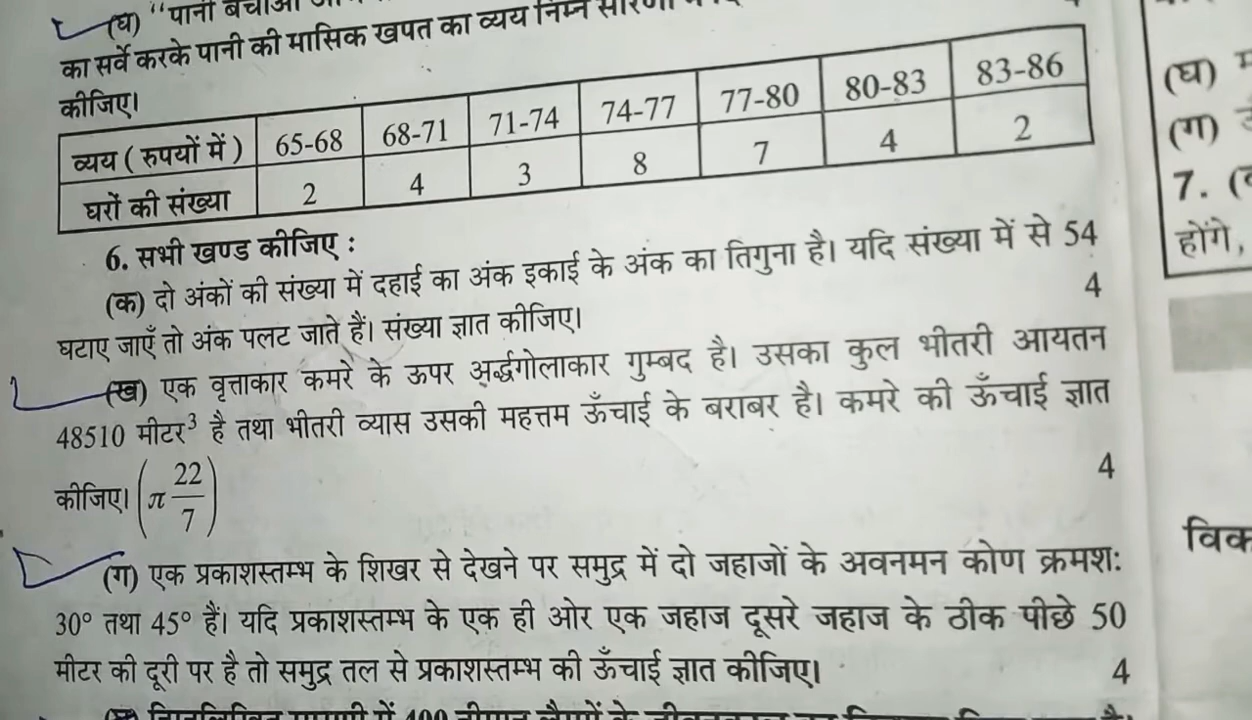 (घ) "पानी बचाओ
का सर्वे करके पानी की मासिक खपत का व्यय निम्न
कीजिए।
व्यय ( रुपयों में ) 65-68 68-71 71-74 74-77 77-80 80-83 83-86
घरों की संख्या 2 4 3 8 7 4 2
6. सभी खण्ड कीजिए :
(क) दो अंकों की संख्या में दहाई का अंक इकाई के अंक का तिगुना है। यदि संख्या में से 54
घटाए जाएँ तो अंक पलट जाते हैं। संख्या ज्ञात कीजिए। 4
(ख) एक वृत्ताकार कमरे के ऊपर अर्द्धगोलाकार गुम्बद है। उसका कुल भीतरी आयतन
48510 मीटर³ है तथा भीतरी व्यास उसकी महत्तम ऊँचाई के बराबर है। कमरे की ऊँचाई ज्ञात
कीजिए। (π 22/7) 4
(ग) एक प्रकाशस्तम्भ के शिखर से देखने पर समुद्र में दो जहाजों के अवनमन कोण क्रमश:
30° तथा 45° हैं। यदि प्रकाशस्तम्भ के एक ही ओर एक जहाज दूसरे जहाज के ठीक पीछे 50
मीटर की दूरी पर है तो समुद्र तल से प्रकाशस्तम्भ की ऊँचाई ज्ञात कीजिए। 4
(घ)
(ग)
7.
होंगे,